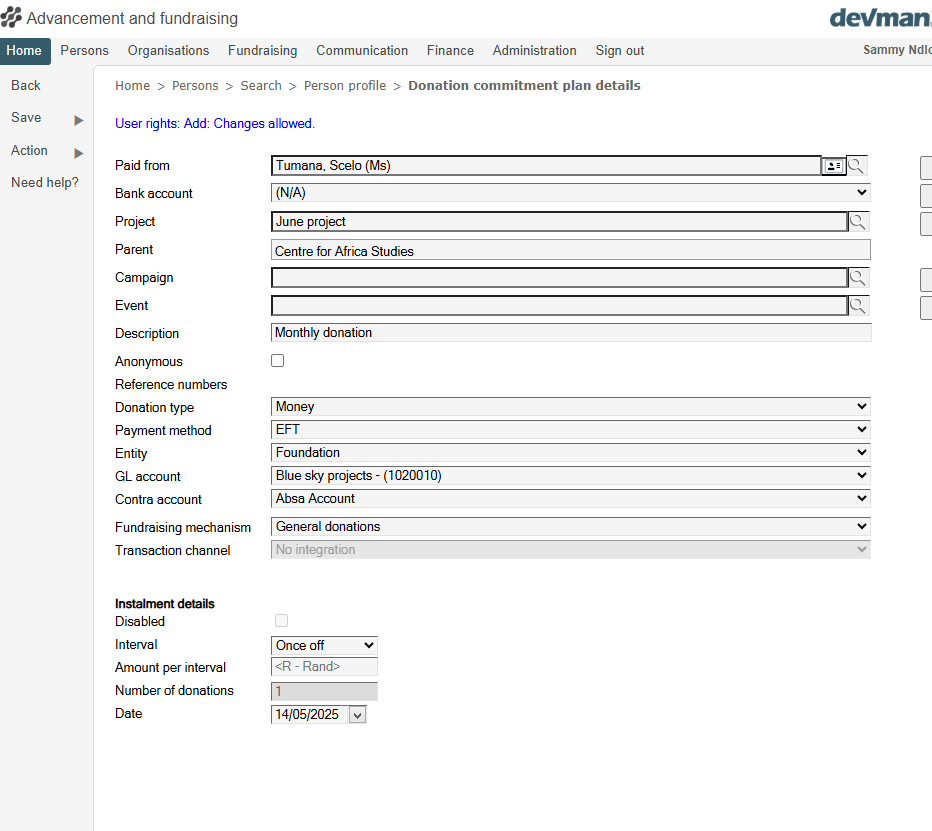 Advancement and fundraising
devman
Home Persons Organisations Fundraising Communication Finance Administration Sign out Sammy
Back
Home > Persons > Search > Person profile > Donation commitment plan details
Save
User rights: Add: Changes allowed.
Action
Need help?
Paid from Tumana, Scelo (Ms)
Bank account (N/A)
Project June project
Parent Centre for Africa Studies
Campaign
Event
Description Monthly donation
Anonymous
Reference numbers
Donation type Money
Payment method EFT
Entity Foundation
GL account Blue sky projects - (1020010)
Contra account Absa Account
Fundraising mechanism General donations
Transaction channel No integration
Instalment details
Disabled
Interval Once off
Amount per interval <R - Rand>
Number of donations 1
Date 14/05/2025